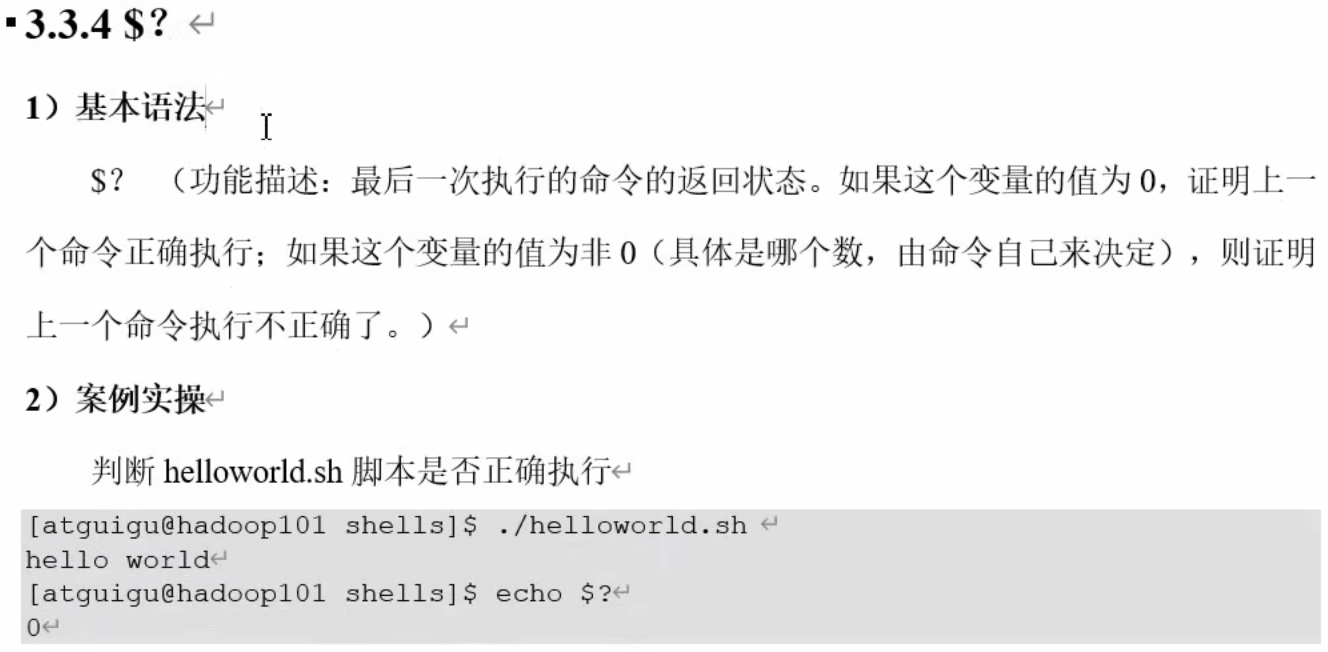 3.3.4 $？
1）基本语法
$？ （功能描述：最后一次执行的命令的返回状态。如果这个变量的值为 0，证明上一
个命令正确执行；如果这个变量的值为非 0（具体是哪个数，由命令自己来决定），则证明
上一个命令执行不正确了。）
2）案例实操
判断 helloworld.sh 脚本是否正确执行
[atguigu@hadoop101 shells]$ ./helloworld.sh
hello world
[atguigu@hadoop101 shells]$ echo $?
0